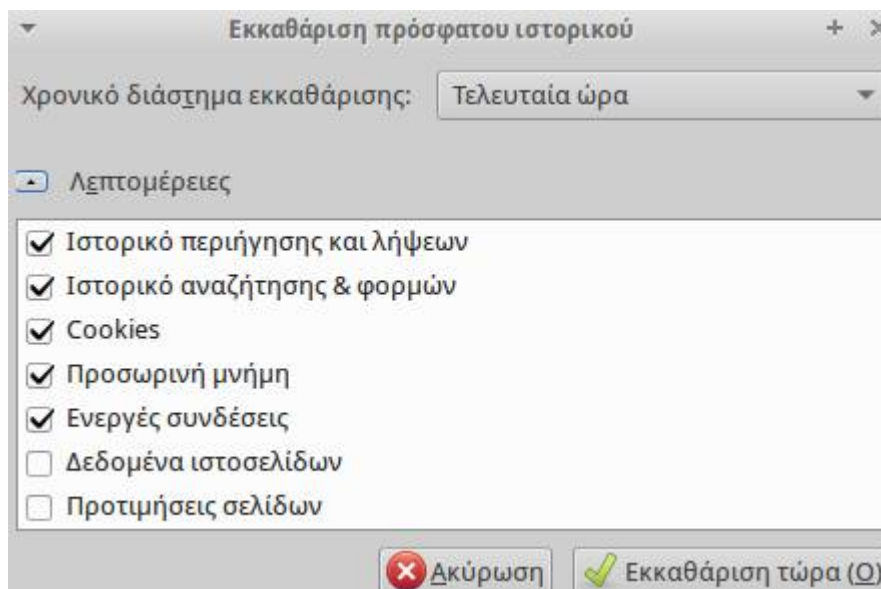 Εκκαθάριση πρόσφατου ιστορικού
Χρονικό διάστημα εκκαθάρισης: Τελευταία ώρα
Λεπτομέρειες
Ιστορικό περιήγησης και λήψεων
Ιστορικό αναζήτησης & φορμών
Cookies
Προσωρινή μνήμη
Ενεργές συνδέσεις
Δεδομένα ιστοσελίδων
Προτιμήσεις σελίδων
Ακύρωση Εκκαθάριση τώρα (Ο)